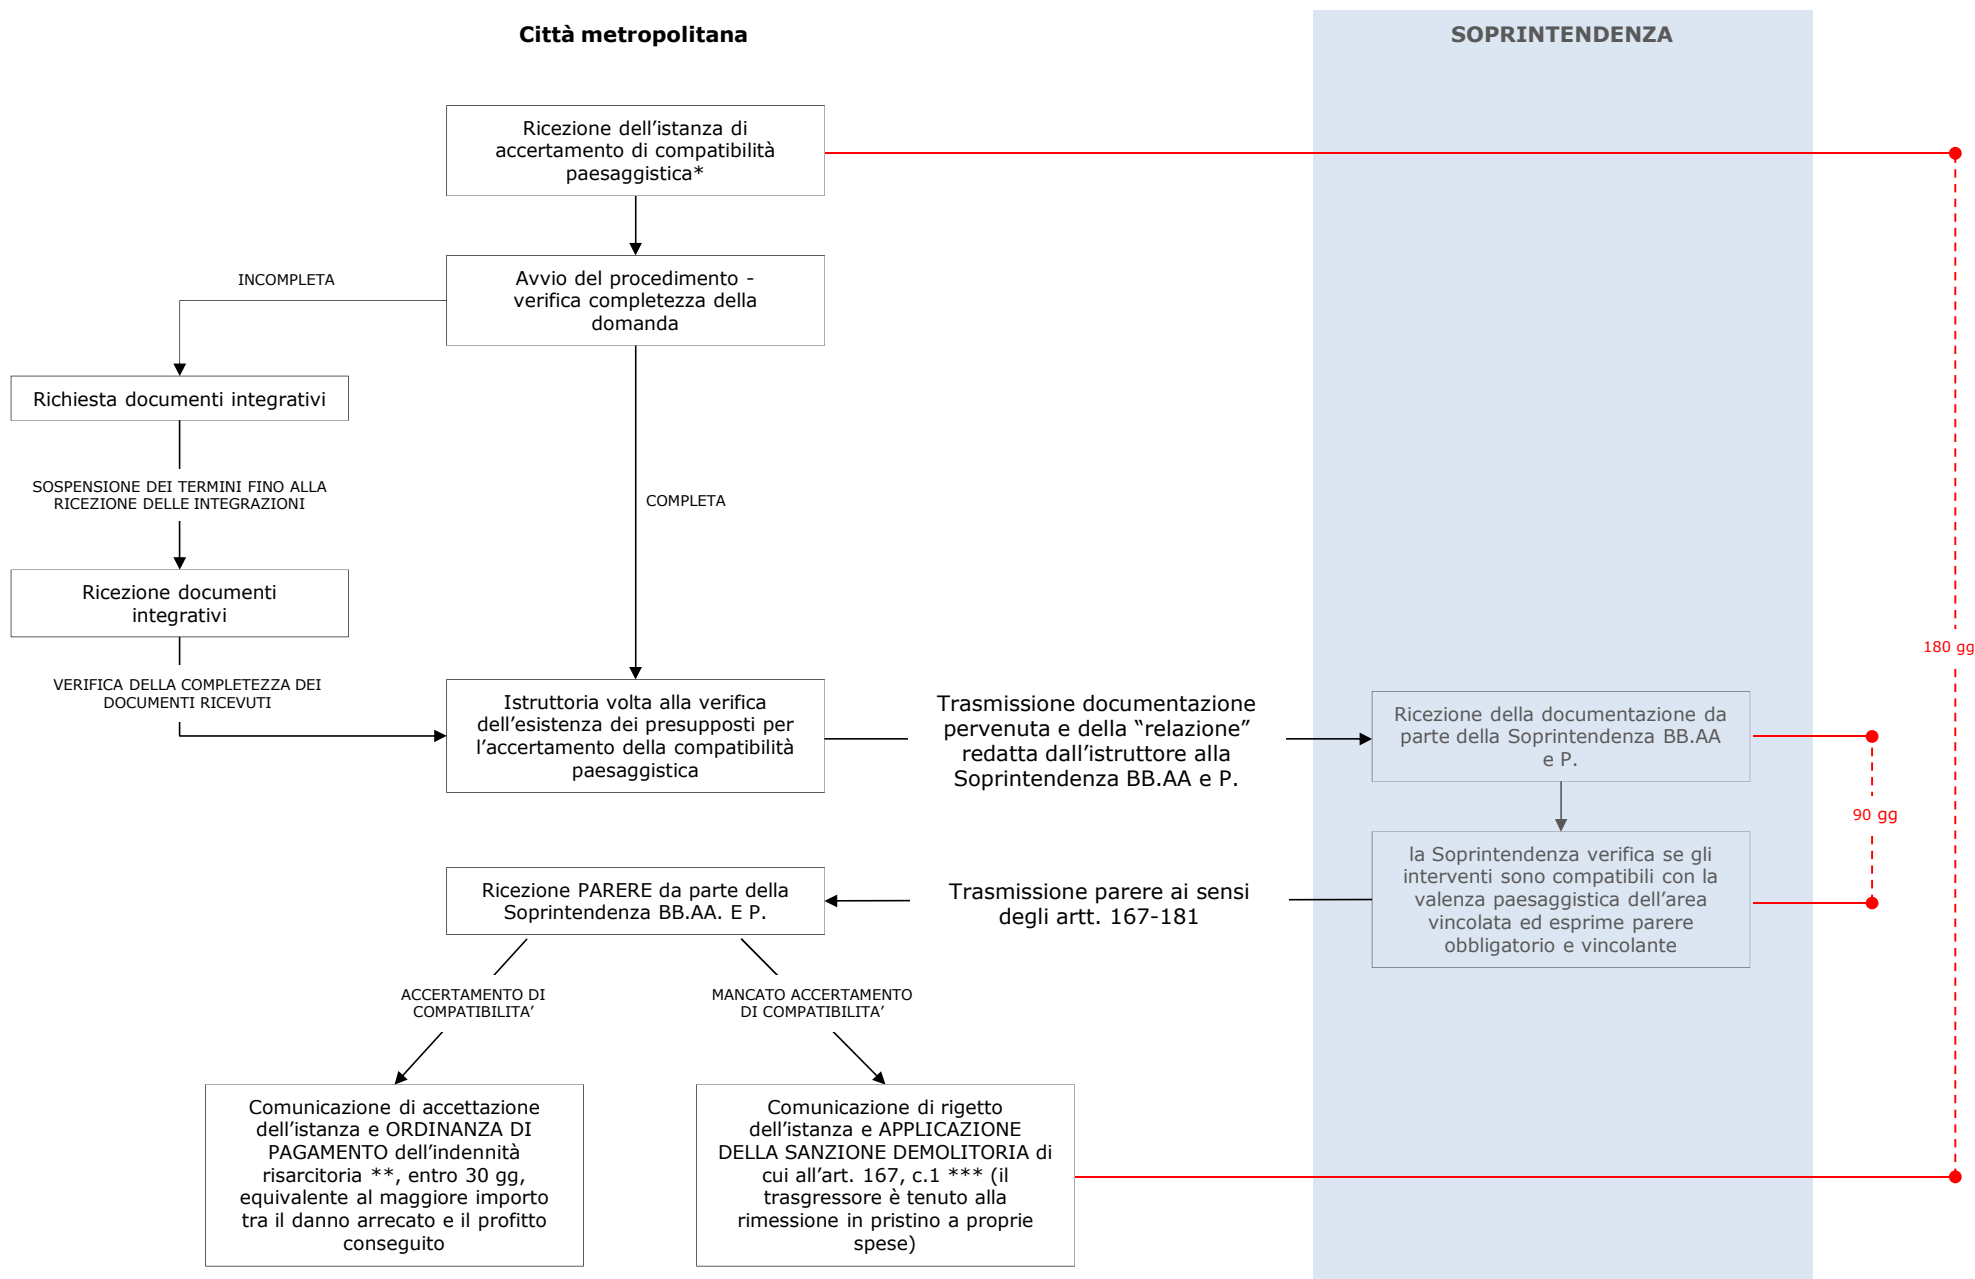 Città metropolitana
SOPRINTENDENZA
Ricezione dell’istanza di
accertamento di compatibilità
paesaggistica*
INCOMPLETA
Avvio del procedimento -
verifica completezza della
domanda
Richiesta documenti integrativi
SOSPENSIONE DEI TERMINI FINO ALLA
RICEZIONE DELLE INTEGRAZIONI
COMPLETA
Ricezione documenti
integrativi
180 gg
VERIFICA DELLA COMPLETEZZA DEI
DOCUMENTI RICEVUTI
Istruttoria volta alla verifica
dell’esistenza dei presupposti per
l’accertamento della compatibilità
paesaggistica
Trasmissione documentazione
pervenuta e della “relazione”
redatta dall’istruttore alla
Soprintendenza BB.AA e P.
Ricezione della documentazione da
parte della Soprintendenza BB.AA
e P.
90 gg
la Soprintendenza verifica se gli
interventi sono compatibili con la
valenza paesaggistica dell’area
vincolata ed esprime parere
obbligatorio e vincolante
Trasmissione parere ai sensi
degli artt. 167-181
Ricezione PARERE da parte della
Soprintendenza BB.AA. E P.
ACCERTAMENTO DI
COMPATIBILITA’
MANCATO ACCERTAMENTO
DI COMPATIBILITA’
Comunicazione di accettazione
dell’istanza e ORDINANZA DI
PAGAMENTO dell’indennità
risarcitoria **, entro 30 gg,
equivalente al maggiore importo
tra il danno arrecato e il profitto
conseguito
Comunicazione di rigetto
dell’istanza e APPLICAZIONE
DELLA SANZIONE DEMOLITORIA di
cui all’art. 167, c.1 *** (il
trasgressore è tenuto alla
rimessione in pristino a proprie
spese)